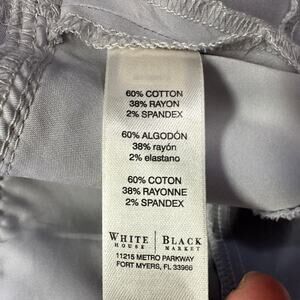 60% COTTON
38% RAYON
2% SPANDEX
60% ALGODÓN
38% rayón
2% elastano
60% COTON
38% RAYONNE
2% SPANDEX
WHITE | BLACK
HOUSE | MARKET
11215 METRO PARKWAY
FORT MYERS, FL 33966